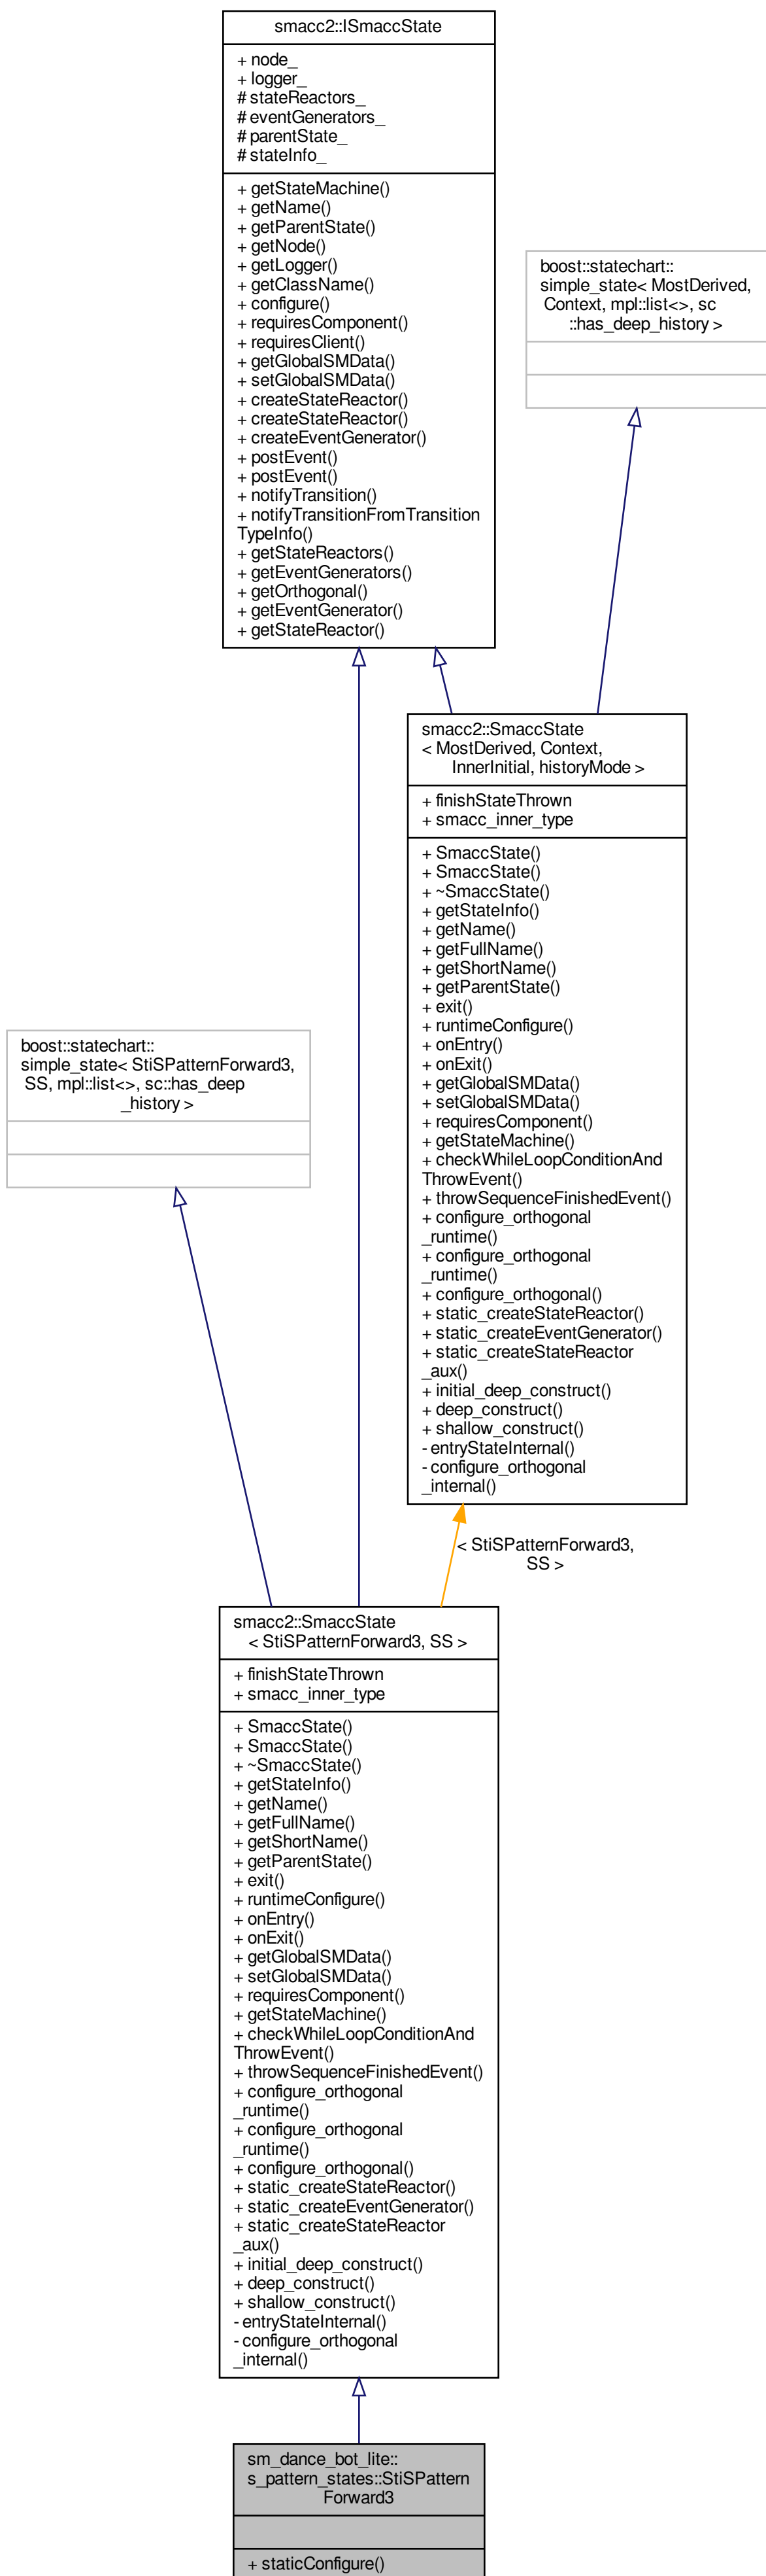 smacc2::ISmaccState
+ node_
+ logger_
# stateReactors_
# eventGenerators_
# parentState_
# stateInfo_
+ getStateMachine()
+ getName()
+ getParentState()
+ getNode()
+ getLogger()
+ getClassName()
+ configure()
+ requiresComponent()
+ requiresClient()
+ getGlobalSMData()
+ setGlobalSMData()
+ createStateReactor()
+ createStateReactor()
+ createEventGenerator()
+ postEvent()
+ postEvent()
+ notifyTransition()
+ notifyTransitionFromTransition
TypeInfo()
+ getStateReactors()
+ getEventGenerators()
+ getOrthogonal()
+ getEventGenerator()
+ getStateReactor()
boost::statechart::
simple_state< MostDerived,
Context, mpl::list<>, sc
::has_deep_history >
smacc2::SmaccState
< MostDerived, Context,
InnerInitial, historyMode >
+ finishStateThrown
+ smacc_inner_type
+ SmaccState()
+ SmaccState()
+ ~SmaccState()
+ getStateInfo()
+ getName()
+ getFullName()
+ getShortName()
+ getParentState()
+ exit()
+ runtimeConfigure()
+ onEntry()
+ onExit()
+ getGlobalSMData()
+ setGlobalSMData()
+ requiresComponent()
+ getStateMachine()
+ checkWhileLoopConditionAnd
ThrowEvent()
+ throwSequenceFinishedEvent()
+ configure_orthogonal
_runtime()
+ configure_orthogonal
_runtime()
+ configure_orthogonal()
+ static_createStateReactor()
+ static_createEventGenerator()
+ static_createStateReactor
_aux()
+ initial_deep_construct()
+ deep_construct()
+ shallow_construct()
- entryStateInternal()
- configure_orthogonal
_internal()
boost::statechart::
simple_state< StiSPatternForward3,
SS, mpl::list<>, sc::has_deep
_history >
< StiSPatternForward3,
SS >
smacc2::SmaccState
< StiSPatternForward3, SS >
+ finishStateThrown
+ smacc_inner_type
+ SmaccState()
+ SmaccState()
+ ~SmaccState()
+ getStateInfo()
+ getName()
+ getFullName()
+ getShortName()
+ getParentState()
+ exit()
+ runtimeConfigure()
+ onEntry()
+ onExit()
+ getGlobalSMData()
+ setGlobalSMData()
+ requiresComponent()
+ getStateMachine()
+ checkWhileLoopConditionAnd
ThrowEvent()
+ throwSequenceFinishedEvent()
+ configure_orthogonal
_runtime()
+ configure_orthogonal
_runtime()
+ configure_orthogonal()
+ static_createStateReactor()
+ static_createEventGenerator()
+ static_createStateReactor
_aux()
+ initial_deep_construct()
+ deep_construct()
+ shallow_construct()
- entryStateInternal()
- configure_orthogonal
_internal()
sm_dance_bot_lite::
s_pattern_states::StiSPattern
Forward3
+ staticConfigure()